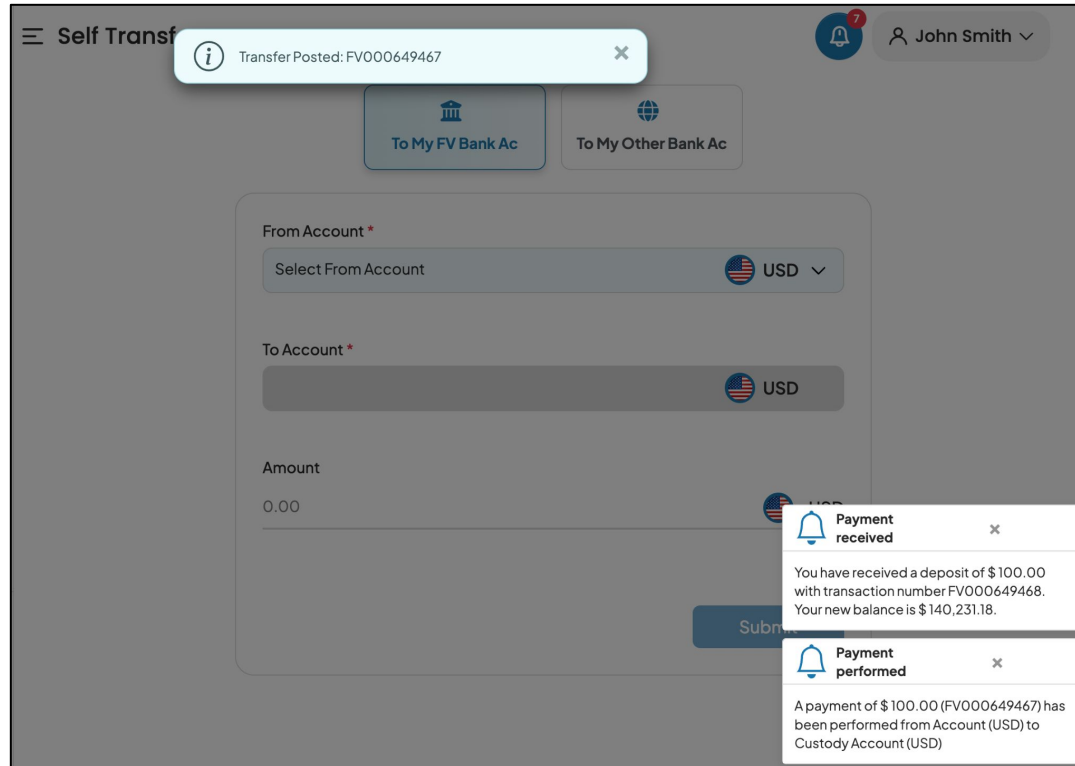 Self Transf
Transfer Posted: FV000649467
7
John Smith
To My FV Bank Ac
To My Other Bank Ac
From Account *
Select From Account
USD
To Account *
USD
Amount
0.00
USD
Submit
Payment
received
You have received a deposit of $ 100.00
with transaction number FV000649468.
Your new balance is $ 140,231.18.
Payment
performed
A payment of $ 100.00 (FV000649467) has
been performed from Account (USD) to
Custody Account (USD)